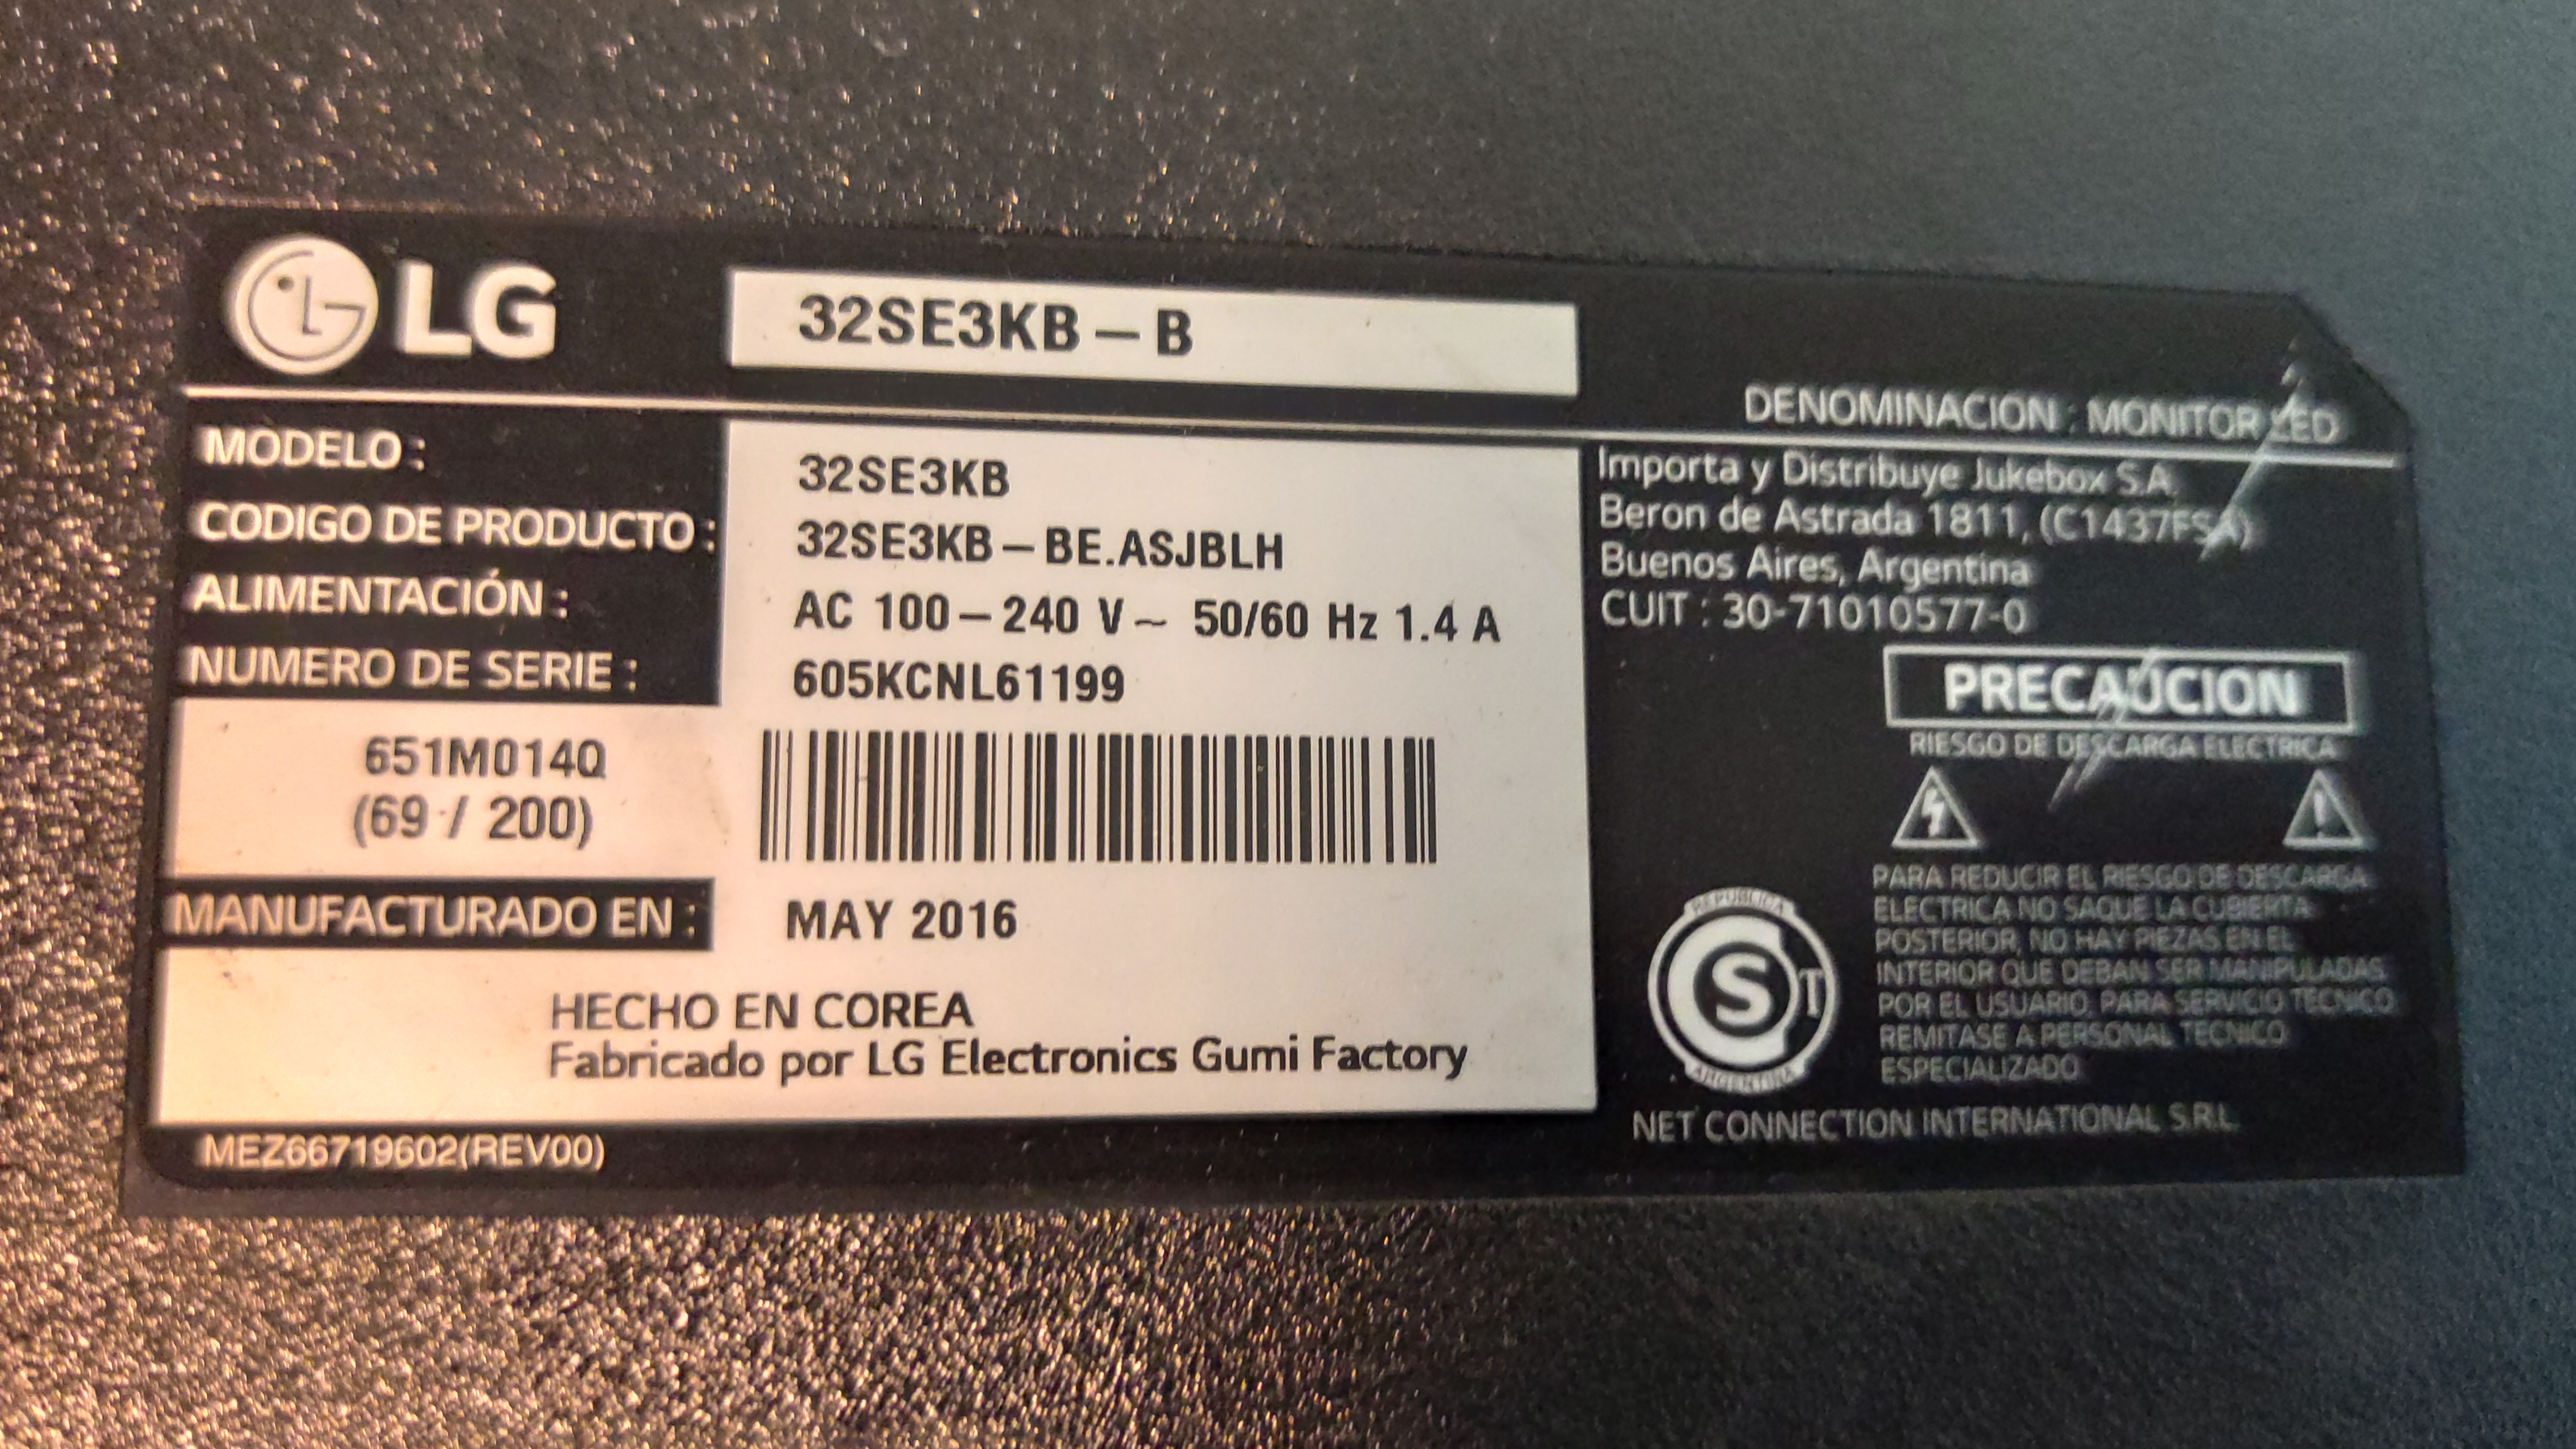 LG
32SE3KB – B
DENOMINACION : MONITOR LED
MODELO : 32SE3KB
CODIGO DE PRODUCTO : 32SE3KB – BE.ASJBLH
ALIMENTACIÓN : AC 100 – 240 V ~ 50/60 Hz 1.4 A
NUMERO DE SERIE : 605KCNL61199
651M014Q
(69 / 200)
MANUFACTURADO EN : MAY 2016
HECHO EN COREA
Fabricado por LG Electronics Gumi Factory
MEZ66719602(REV00)
Importa y Distribuye Jukebox S.A.
Beron de Astrada 1811, (C1437FSA)
Buenos Aires, Argentina
CUIT : 30-71010577-0
PRECAUCION
RIESGO DE DESCARGA ELECTRICA
PARA REDUCIR EL RIESGO DE DESCARGA
ELECTRICA NO SAQUE LA CUBIERTA
POSTERIOR, NO HAY PIEZAS EN EL
INTERIOR QUE DEBAN SER MANIPULADAS
POR EL USUARIO, PARA SERVICIO TECNICO
REMITASE A PERSONAL TECNICO
ESPECIALIZADO
REPUBLICA
S T
ARGENTINA
NET CONNECTION INTERNATIONAL S.R.L